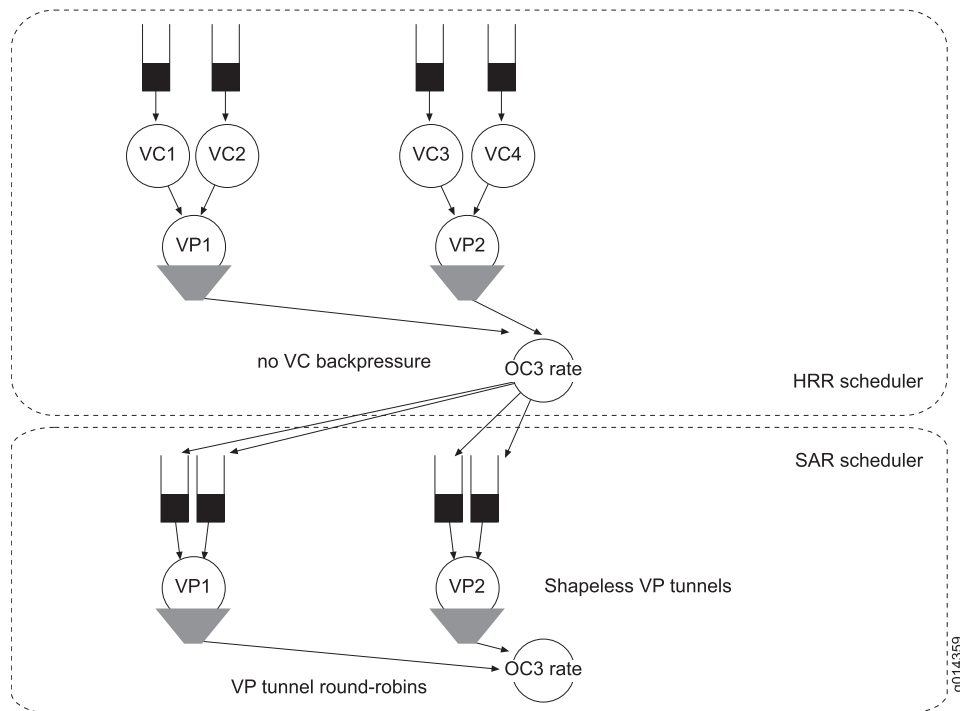 VC1 VC2 VC3 VC4
VP1 VP2
no VC backpressure
OC3 rate
HRR scheduler
SAR scheduler
VP1 VP2
Shapeless VP tunnels
OC3 rate
VP tunnel round-robins
g014359